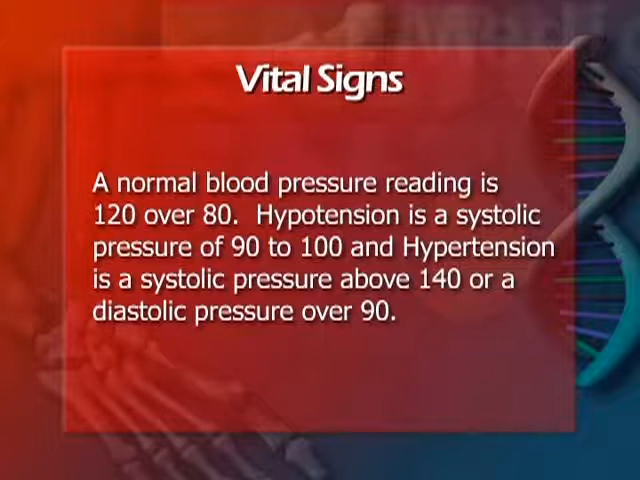 Vital Signs
A normal blood pressure reading is
120 over 80.  Hypotension is a systolic
pressure of 90 to 100 and Hypertension
is a systolic pressure above 140 or a
diastolic pressure over 90.